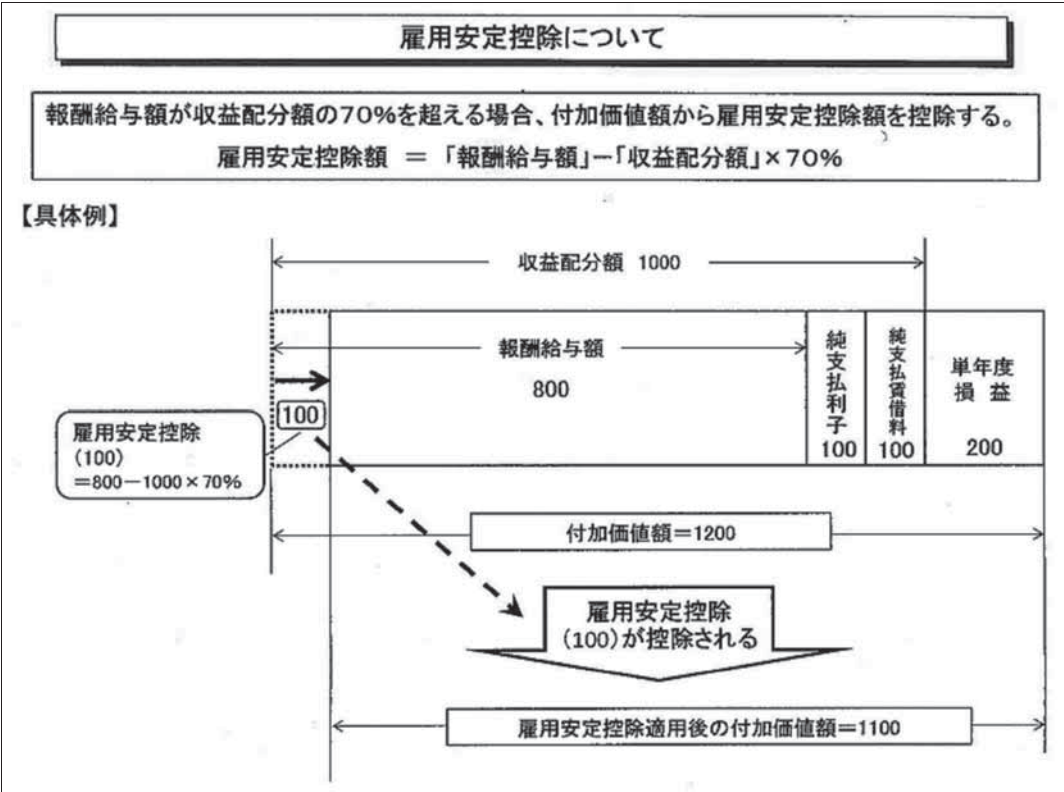 雇用安定控除について
報酬給与額が収益配分額の70%を超える場合、付加価値額から雇用安定控除額を控除する。
雇用安定控除額 = 「報酬給与額」-「収益配分額」×70%
【具体例】
収益配分額 1000
報酬給与額
800
純支払利子
100
純支払賃借料
100
単年度
損 益
200
100
雇用安定控除
(100)
=800-1000×70%
付加価値額=1200
雇用安定控除
(100)が控除される
雇用安定控除適用後の付加価値額=1100